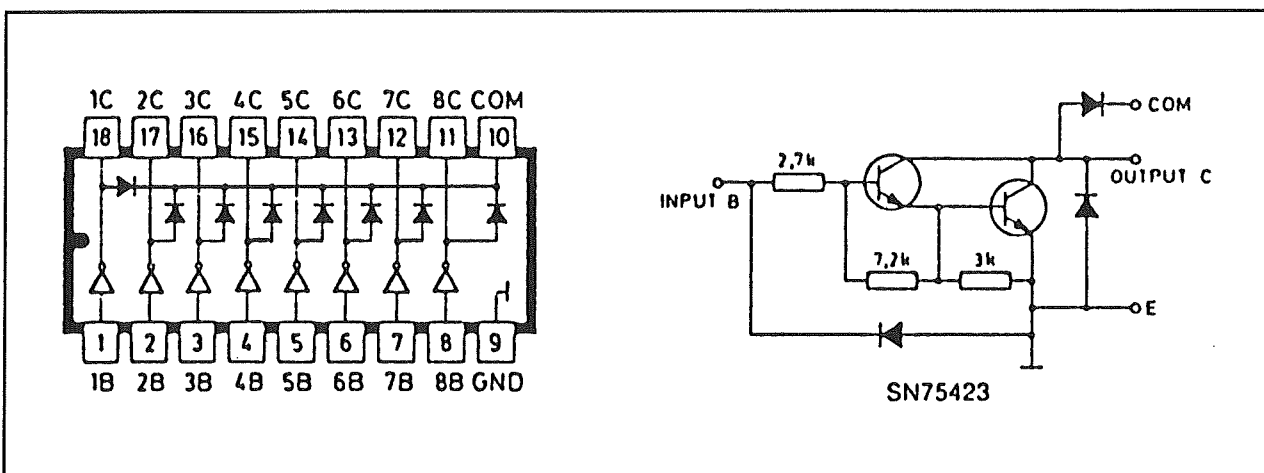 1C 2C 3C 4C 5C 6C 7C 8C COM
18 17 16 15 14 13 12 11 10
1 2 3 4 5 6 7 8 9
1B 2B 3B 4B 5B 6B 7B 8B GND
COM
2,7k
OUTPUT C
INPUT B
7,2k 3k
E
SN75423